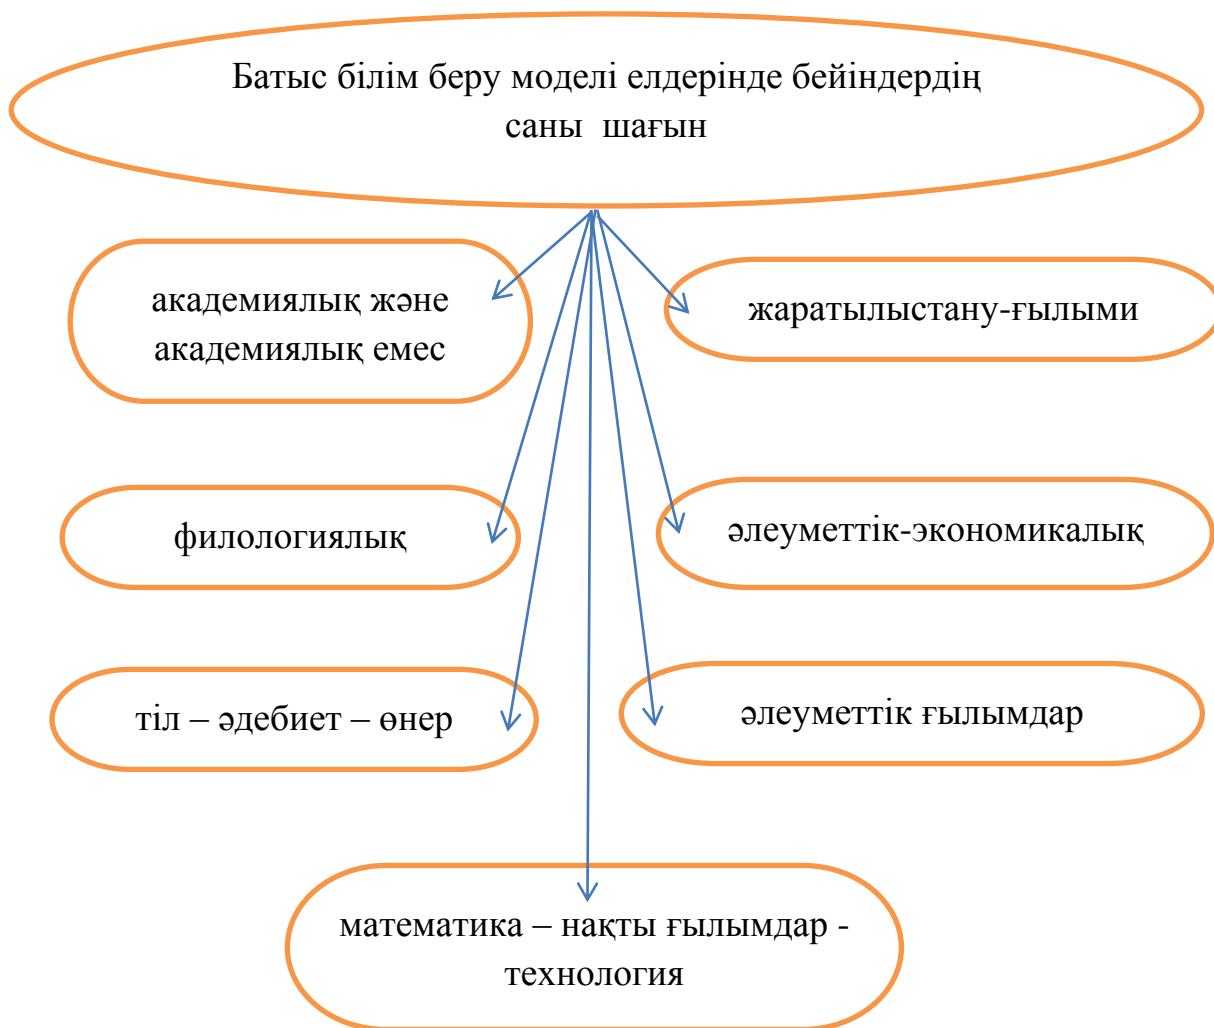 Батыс білім беру моделі елдерінде бейіндердің
саны шағын
академиялық және
академиялық емес
жаратылыстану-ғылыми
филологиялық
әлеуметтік-экономикалық
тіл – әдебиет – өнер
әлеуметтік ғылымдар
математика – нақты ғылымдар -
технология